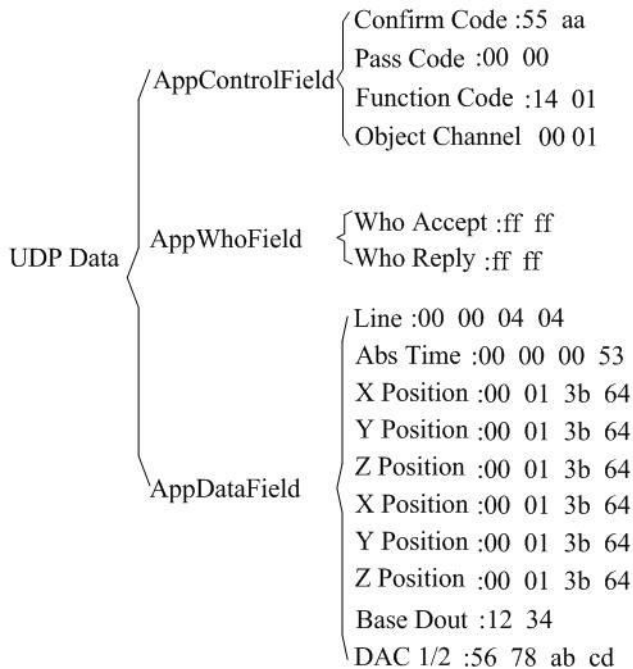 UDP Data
AppControlField
Confirm Code :55 aa
Pass Code :00 00
Function Code :14 01
Object Channel 00 01
AppWhoField
Who Accept :ff ff
Who Reply :ff ff
AppDataField
Line :00 00 04 04
Abs Time :00 00 00 53
X Position :00 01 3b 64
Y Position :00 01 3b 64
Z Position :00 01 3b 64
X Position :00 01 3b 64
Y Position :00 01 3b 64
Z Position :00 01 3b 64
Base Dout :12 34
DAC 1/2 :56 78 ab cd